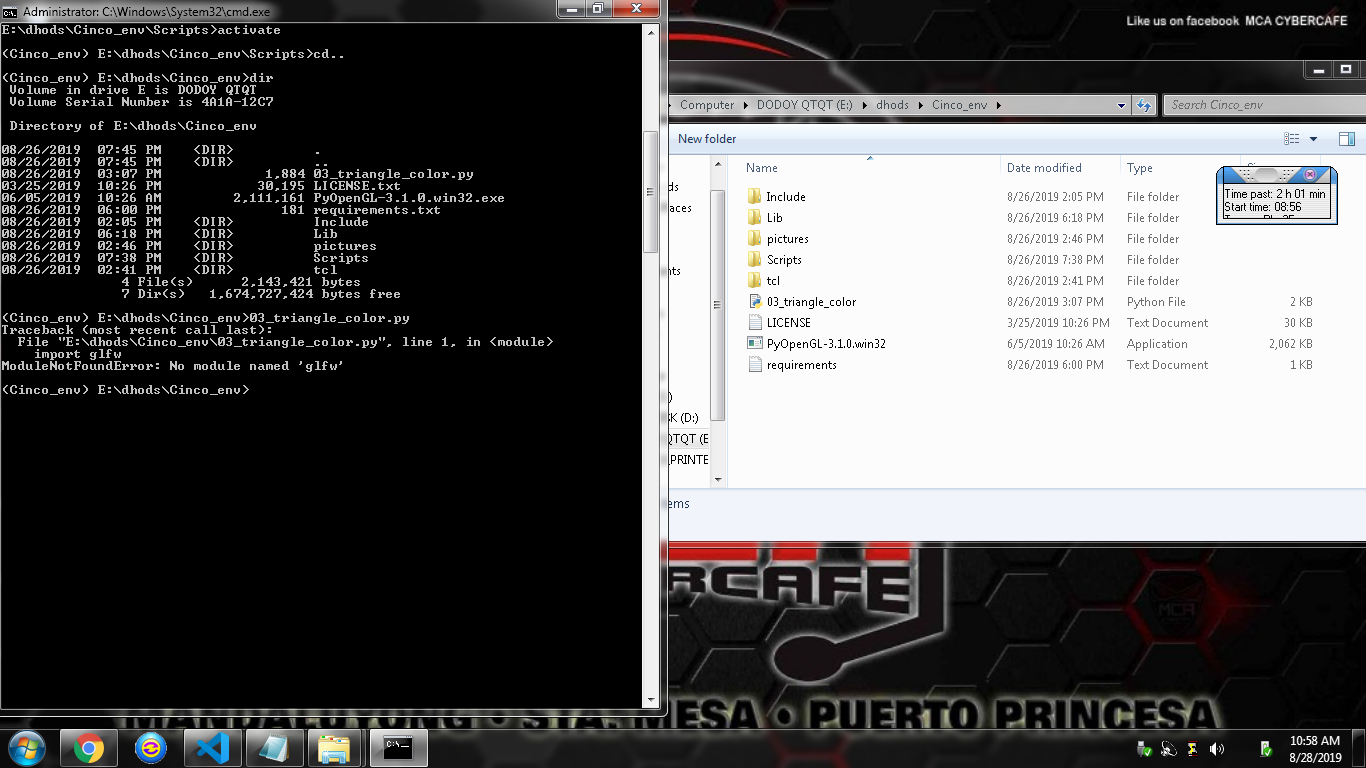 Administrator: C:\Windows\System32\cmd.exe
E:\dhods\Cinco_env\Scripts>activate
(Cinco_env) E:\dhods\Cinco_env\Scripts>cd..
(Cinco_env) E:\dhods\Cinco_env>dir
Volume in drive E is DODOY QTQT
Volume Serial Number is 4A1A-12C7
Directory of E:\dhods\Cinco_env
08/26/2019 07:45 PM <DIR> .
08/26/2019 07:45 PM <DIR> ..
08/26/2019 03:07 PM 1,884 03_triangle_color.py
03/25/2019 10:26 PM 30,195 LICENSE.txt
06/05/2019 10:26 AM 2,111,161 PyOpenGL-3.1.0.win32.exe
08/26/2019 06:00 PM 181 requirements.txt
08/26/2019 02:05 PM <DIR> Include
08/26/2019 06:18 PM <DIR> Lib
08/26/2019 02:46 PM <DIR> pictures
08/26/2019 07:38 PM <DIR> Scripts
08/26/2019 02:41 PM <DIR> tcl
4 File(s) 2,143,421 bytes
7 Dir(s) 1,674,727,424 bytes free
(Cinco_env) E:\dhods\Cinco_env>03_triangle_color.py
Traceback (most recent call last):
File "E:\dhods\Cinco_env\03_triangle_color.py", line 1, in <module>
import glfw
ModuleNotFoundError: No module named 'glfw'
(Cinco_env) E:\dhods\Cinco_env>
Like us on facebook MCA CYBERCAFE
Computer DODOY QTQT (E:) dhods Cinco_env
Search Cinco_env
New folder
Name Date modified Type
Include 8/26/2019 2:05 PM File folder
Lib 8/26/2019 6:18 PM File folder
pictures 8/26/2019 2:46 PM File folder
Scripts 8/26/2019 7:38 PM File folder
tcl 8/26/2019 2:41 PM File folder
03_triangle_color 8/26/2019 3:07 PM Python File 2 KB
LICENSE 3/25/2019 10:26 PM Text Document 30 KB
PyOpenGL-3.1.0.win32 6/5/2019 10:26 AM Application 2,062 KB
requirements 8/26/2019 6:00 PM Text Document 1 KB
Time past: 2 h 01 min
Start time: 08:56
K (D:)
QTQT (E
PRINTE
ems
RCAFE
MCA
MANDALUYONG • STA. MESA • PUERTO PRINCESA
C:\_
10:58 AM
8/28/2019